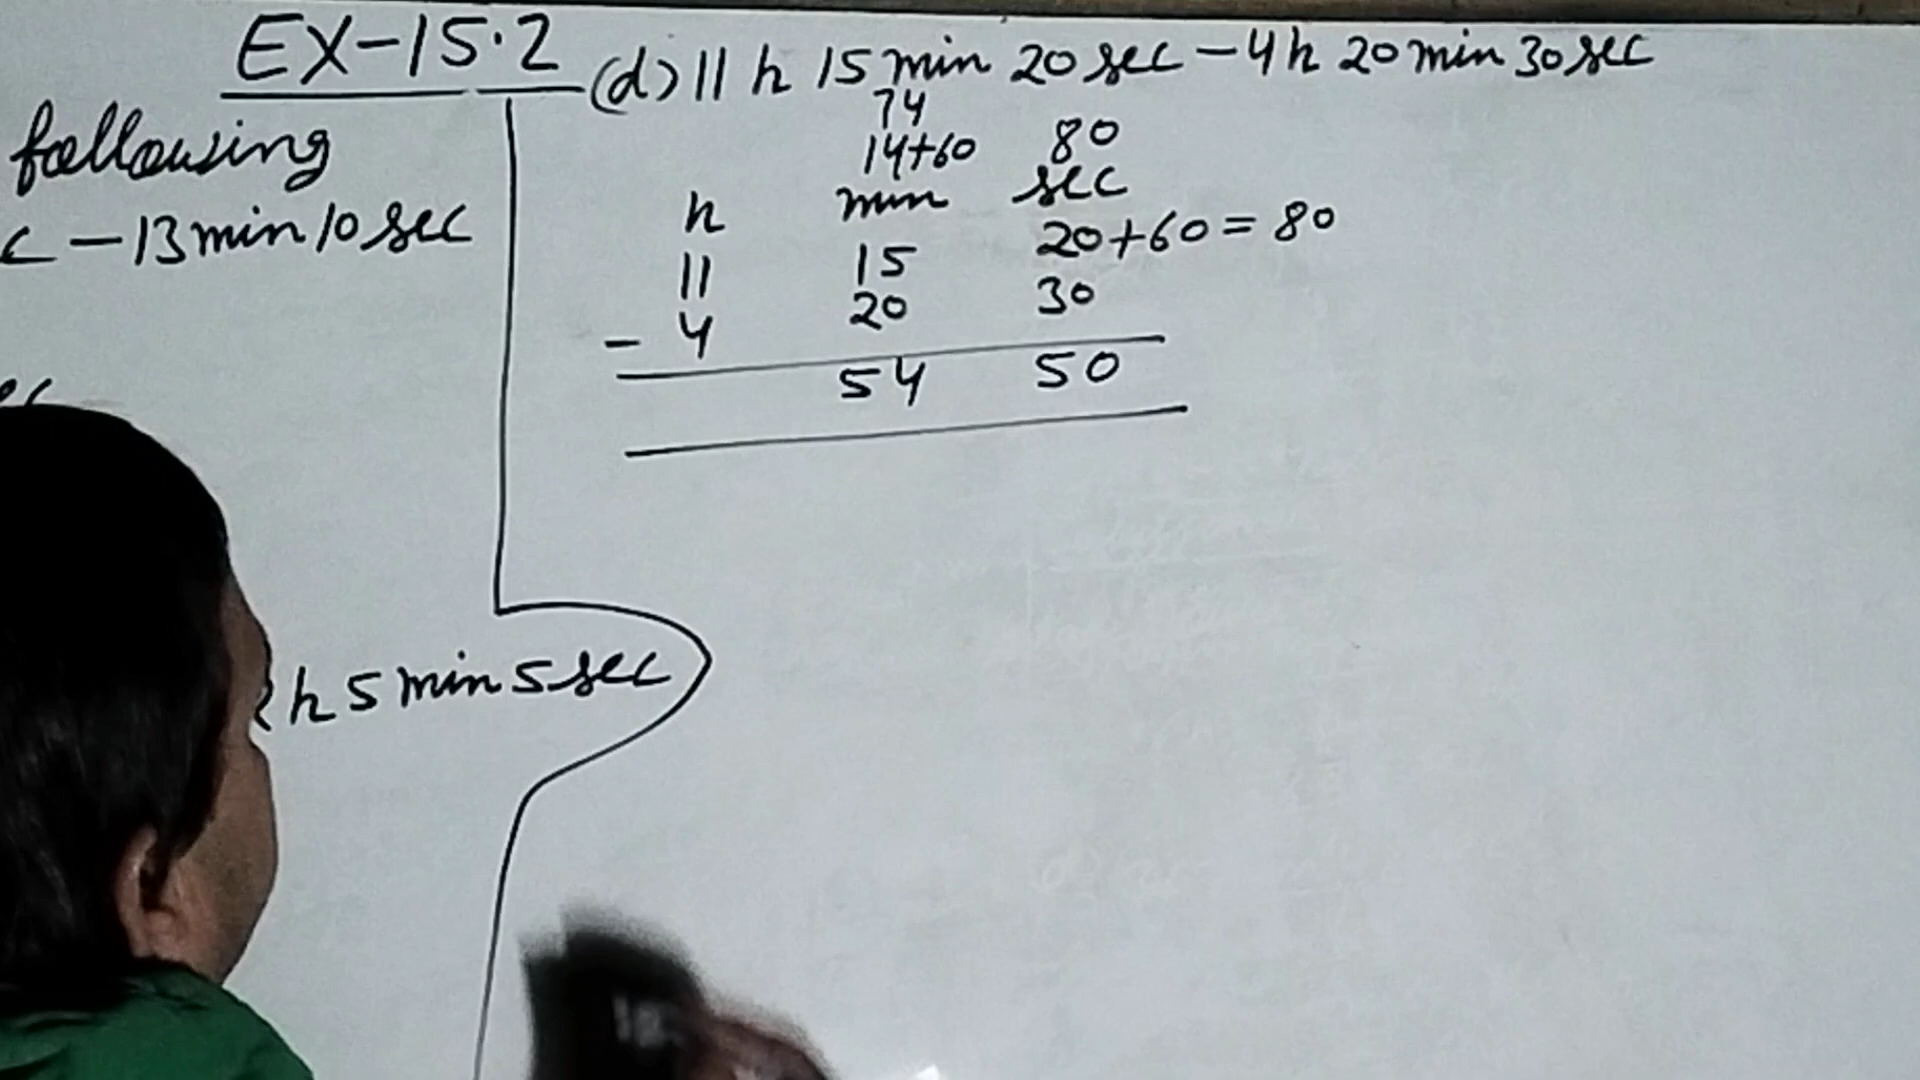 EX-15.2
following
c - 13 min 10 sec
h 5 min 5 sec
(d) 11 h 15 min 20 sec - 4 h 20 min 30 sec
74
14+60 80
h min sec
11 15 20+60 = 80
- 4 20 30
54 50